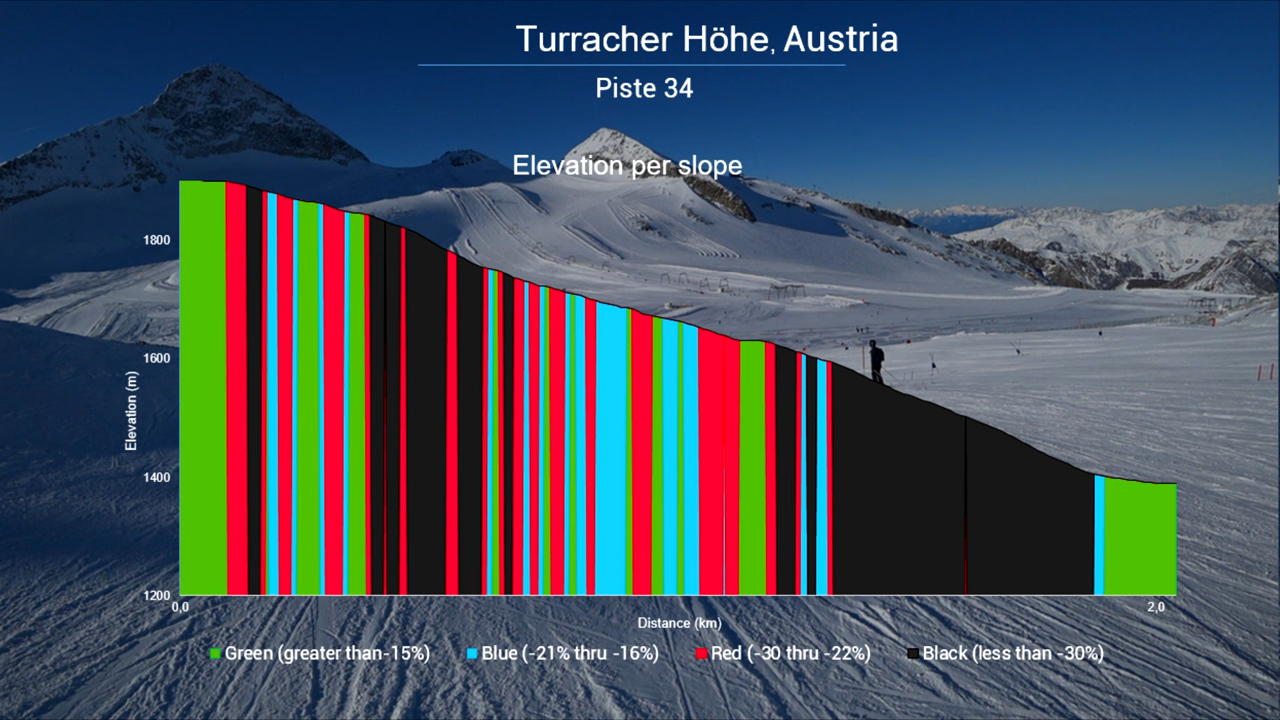 Turracher Höhe, Austria
Piste 34
Elevation per slope
1800
1600
1400
1200
Elevation (m)
0,0
2,0
Distance (km)
Green (greater than-15%)
Blue (-21% thru -16%)
Red (-30 thru -22%)
Black (less than -30%)